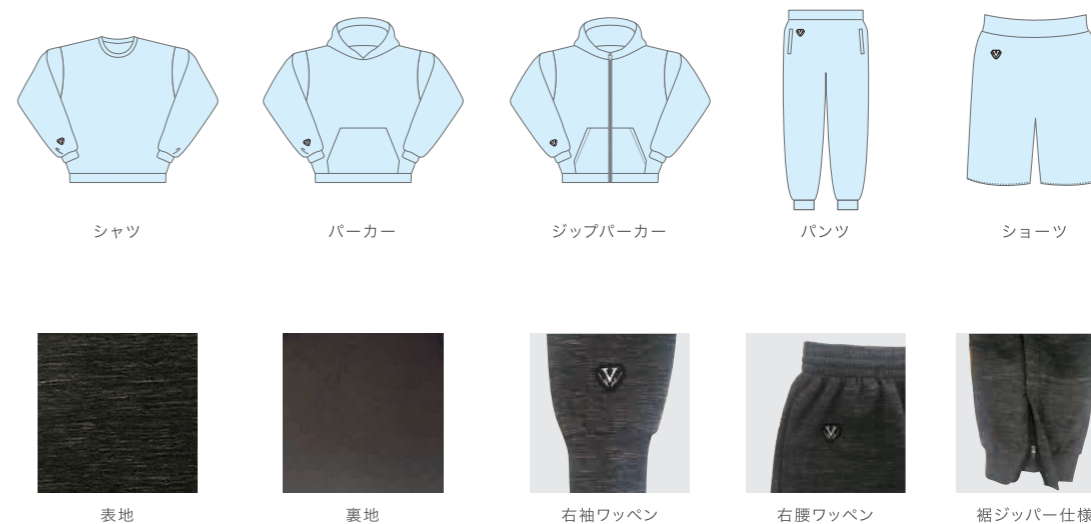 シャツ
パーカー
ジップパーカー
パンツ
ショーツ
表地
裏地
右袖ワッペン
右腰ワッペン
裾ジッパー仕様